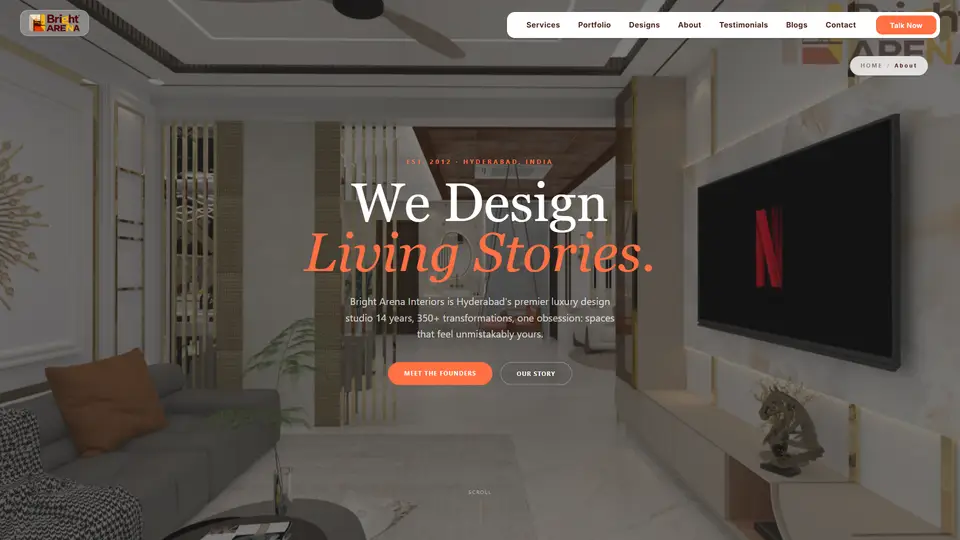 Bright
ARENA
Services
Portfolio
Designs
About
Testimonials
Blogs
Contact
Talk Now
HOME / About
EST. 2012 · HYDERABAD, INDIA
We Design
Living Stories.
Bright Arena Interiors is Hyderabad's premier luxury design
studio 14 years, 350+ transformations, one obsession: spaces
that feel unmistakably yours.
MEET THE FOUNDERS
OUR STORY
SCROLL